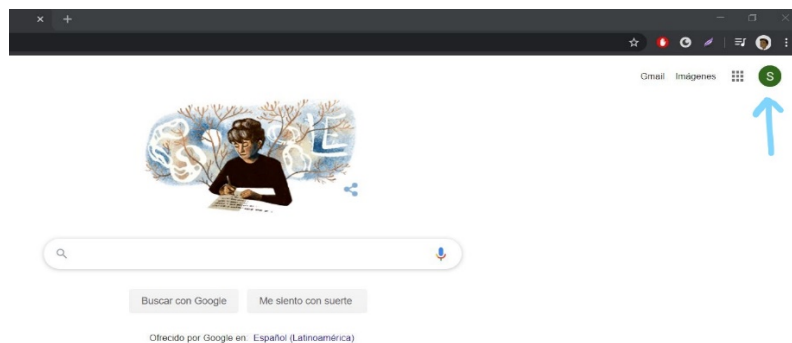 Gmail Imágenes
S
Buscar con Google Me siento con suerte
Ofrecido por Google en: Español (Latinoamérica)